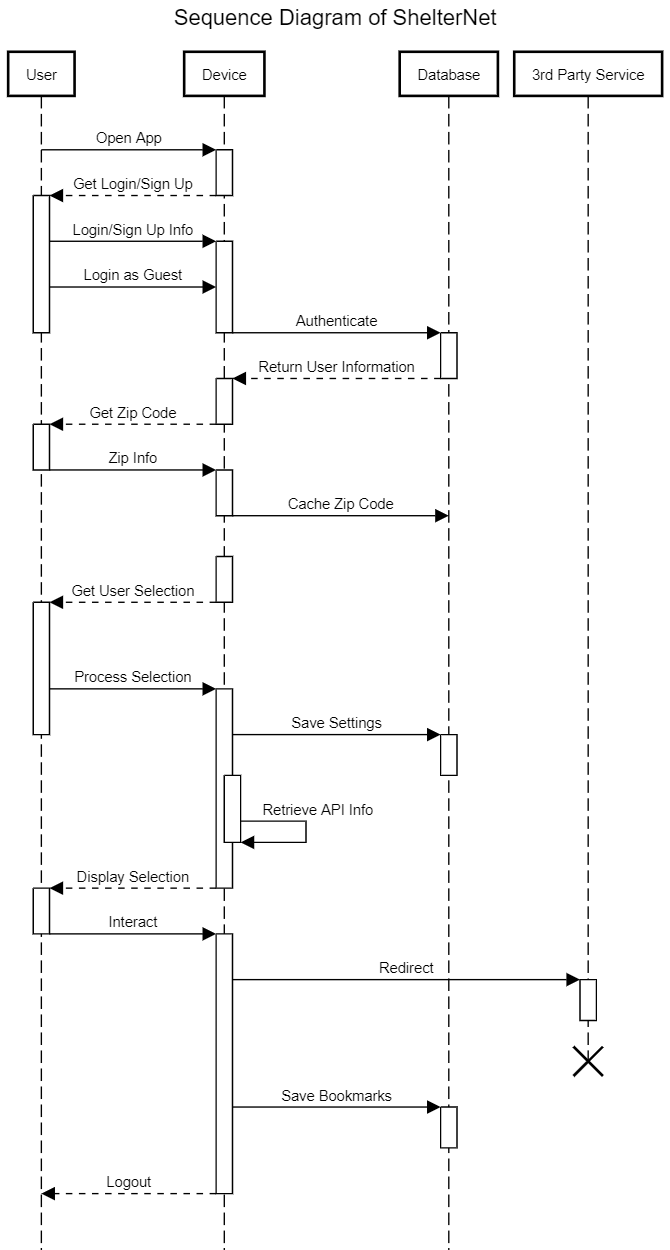 Sequence Diagram of ShelterNet
User
Device
Database
3rd Party Service
Open App
Get Login/Sign Up
Login/Sign Up Info
Login as Guest
Authenticate
Return User Information
Get Zip Code
Zip Info
Cache Zip Code
Get User Selection
Process Selection
Save Settings
Retrieve API Info
Display Selection
Interact
Redirect
Save Bookmarks
Logout